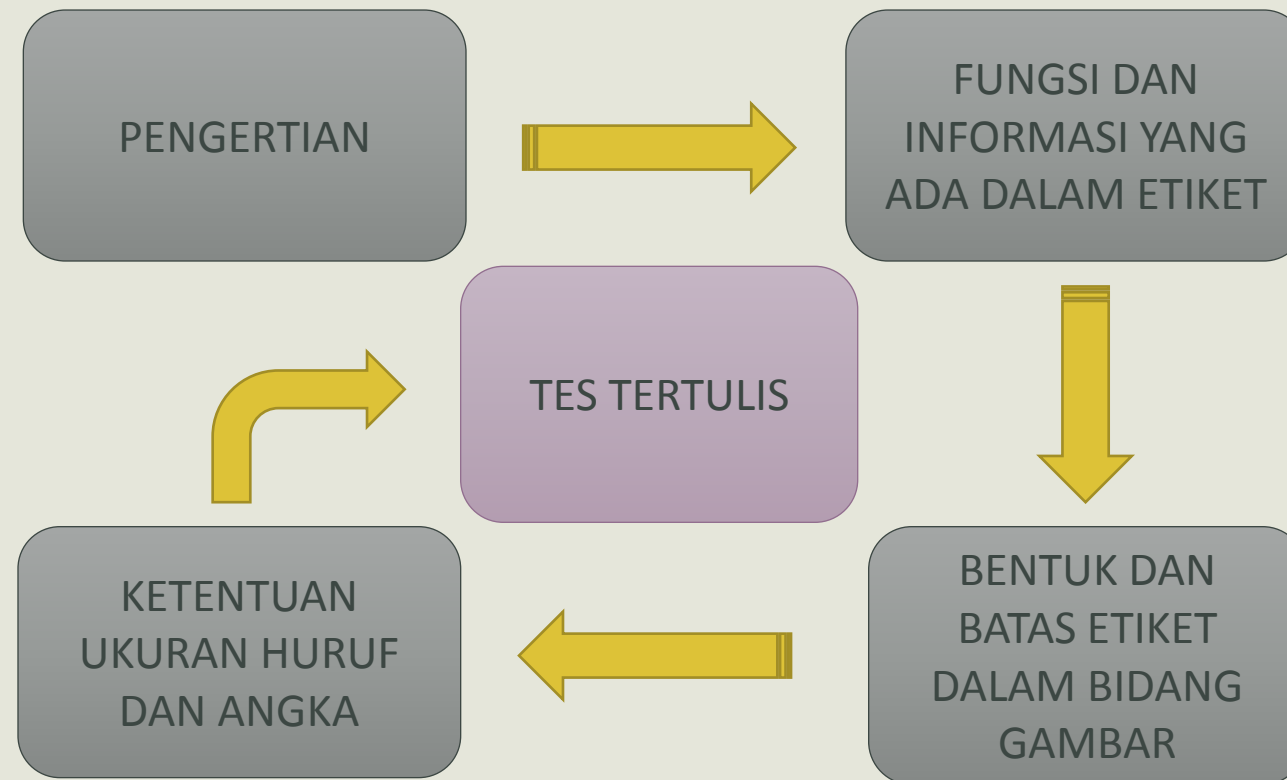 PENGERTIAN
FUNGSI DAN
INFORMASI YANG
ADA DALAM ETIKET
BENTUK DAN
BATAS ETIKET
DALAM BIDANG
GAMBAR
KETENTUAN
UKURAN HURUF
DAN ANGKA
TES TERTULIS